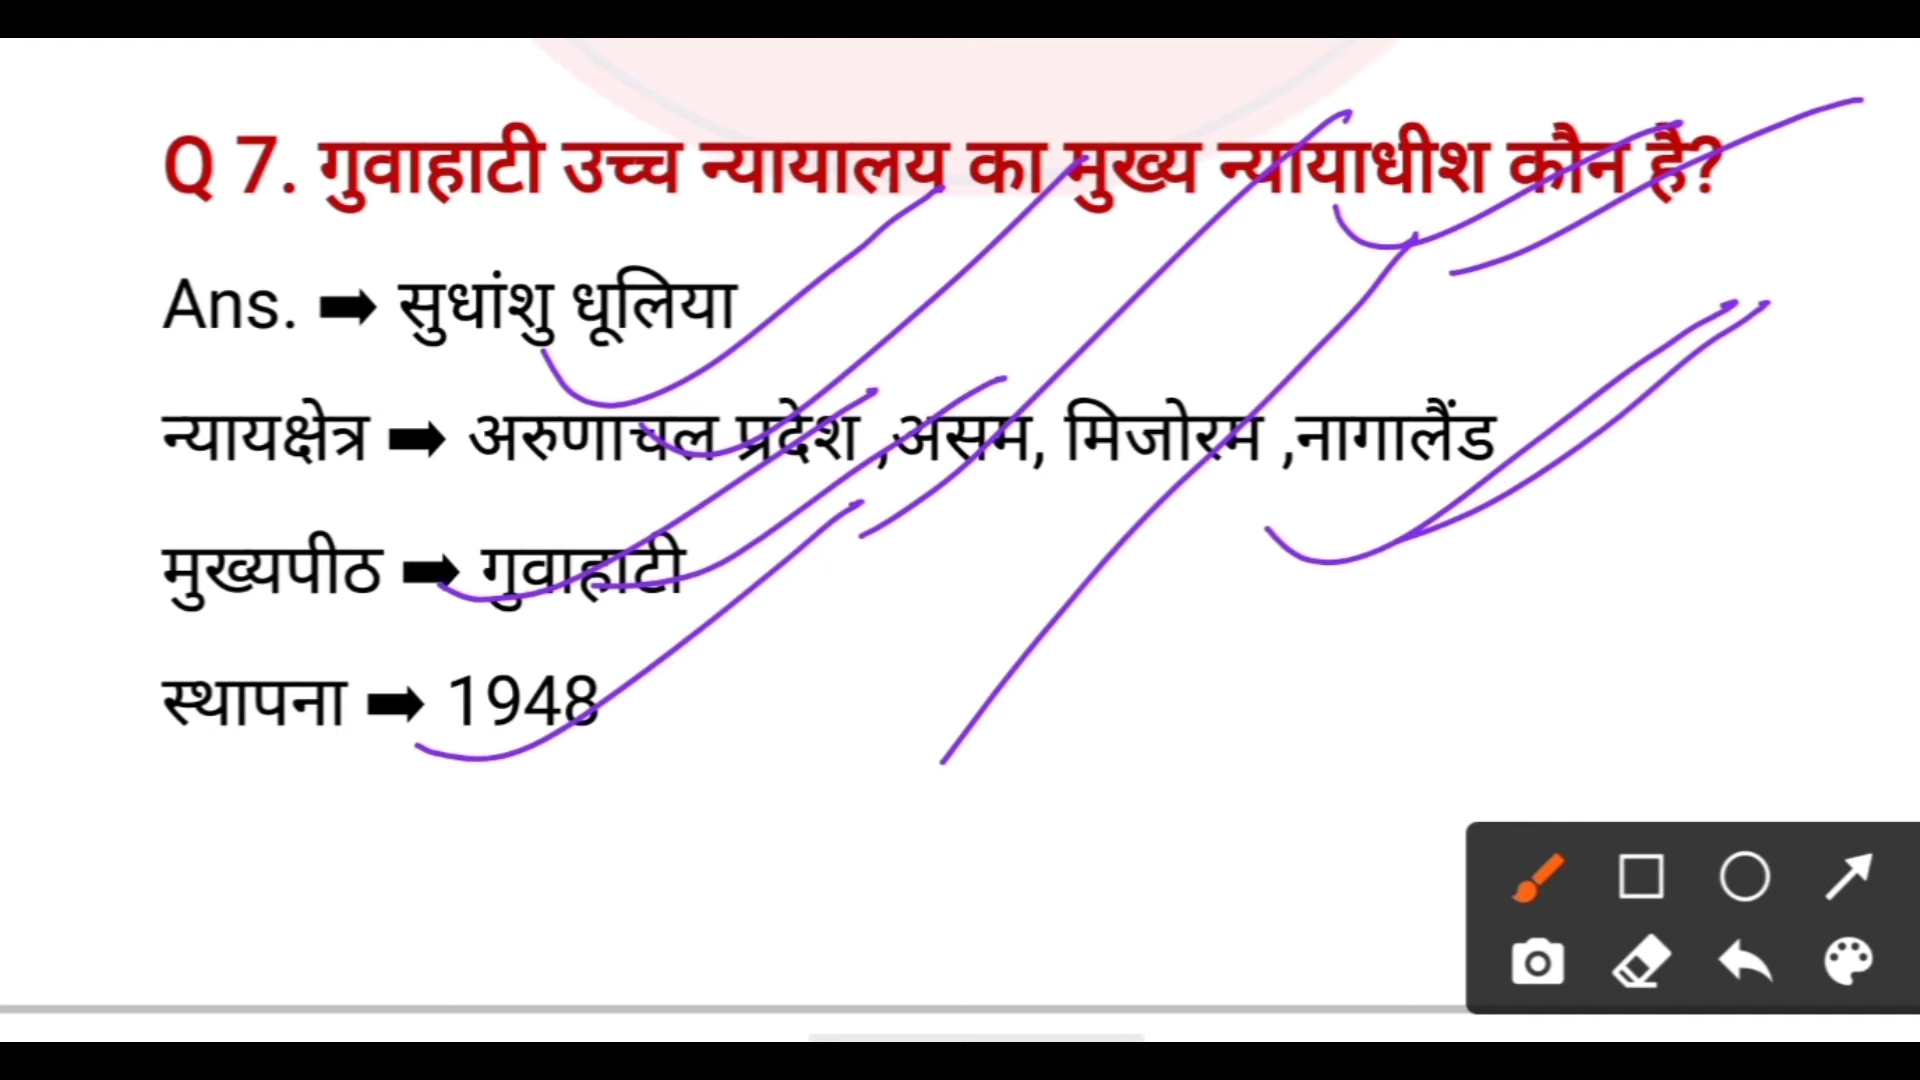 Q 7. गुवाहाटी उच्च न्यायालय का मुख्य न्यायाधीश कौन है?
Ans. ➡ सुधांशु धूलिया
न्यायक्षेत्र ➡ अरुणाचल प्रदेश ,असम, मिजोरम ,नागालैंड
मुख्यपीठ ➡ गुवाहाटी
स्थापना ➡ 1948